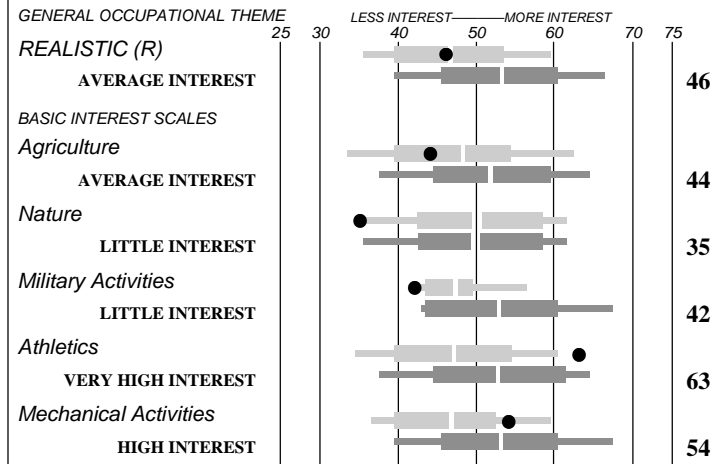 GENERAL OCCUPATIONAL THEME LESS INTEREST MORE INTEREST
25 30 40 50 60 70 75
REALISTIC (R)
AVERAGE INTEREST 46
BASIC INTEREST SCALES
Agriculture
AVERAGE INTEREST 44
Nature
LITTLE INTEREST 35
Military Activities
LITTLE INTEREST 42
Athletics
VERY HIGH INTEREST 63
Mechanical Activities
HIGH INTEREST 54